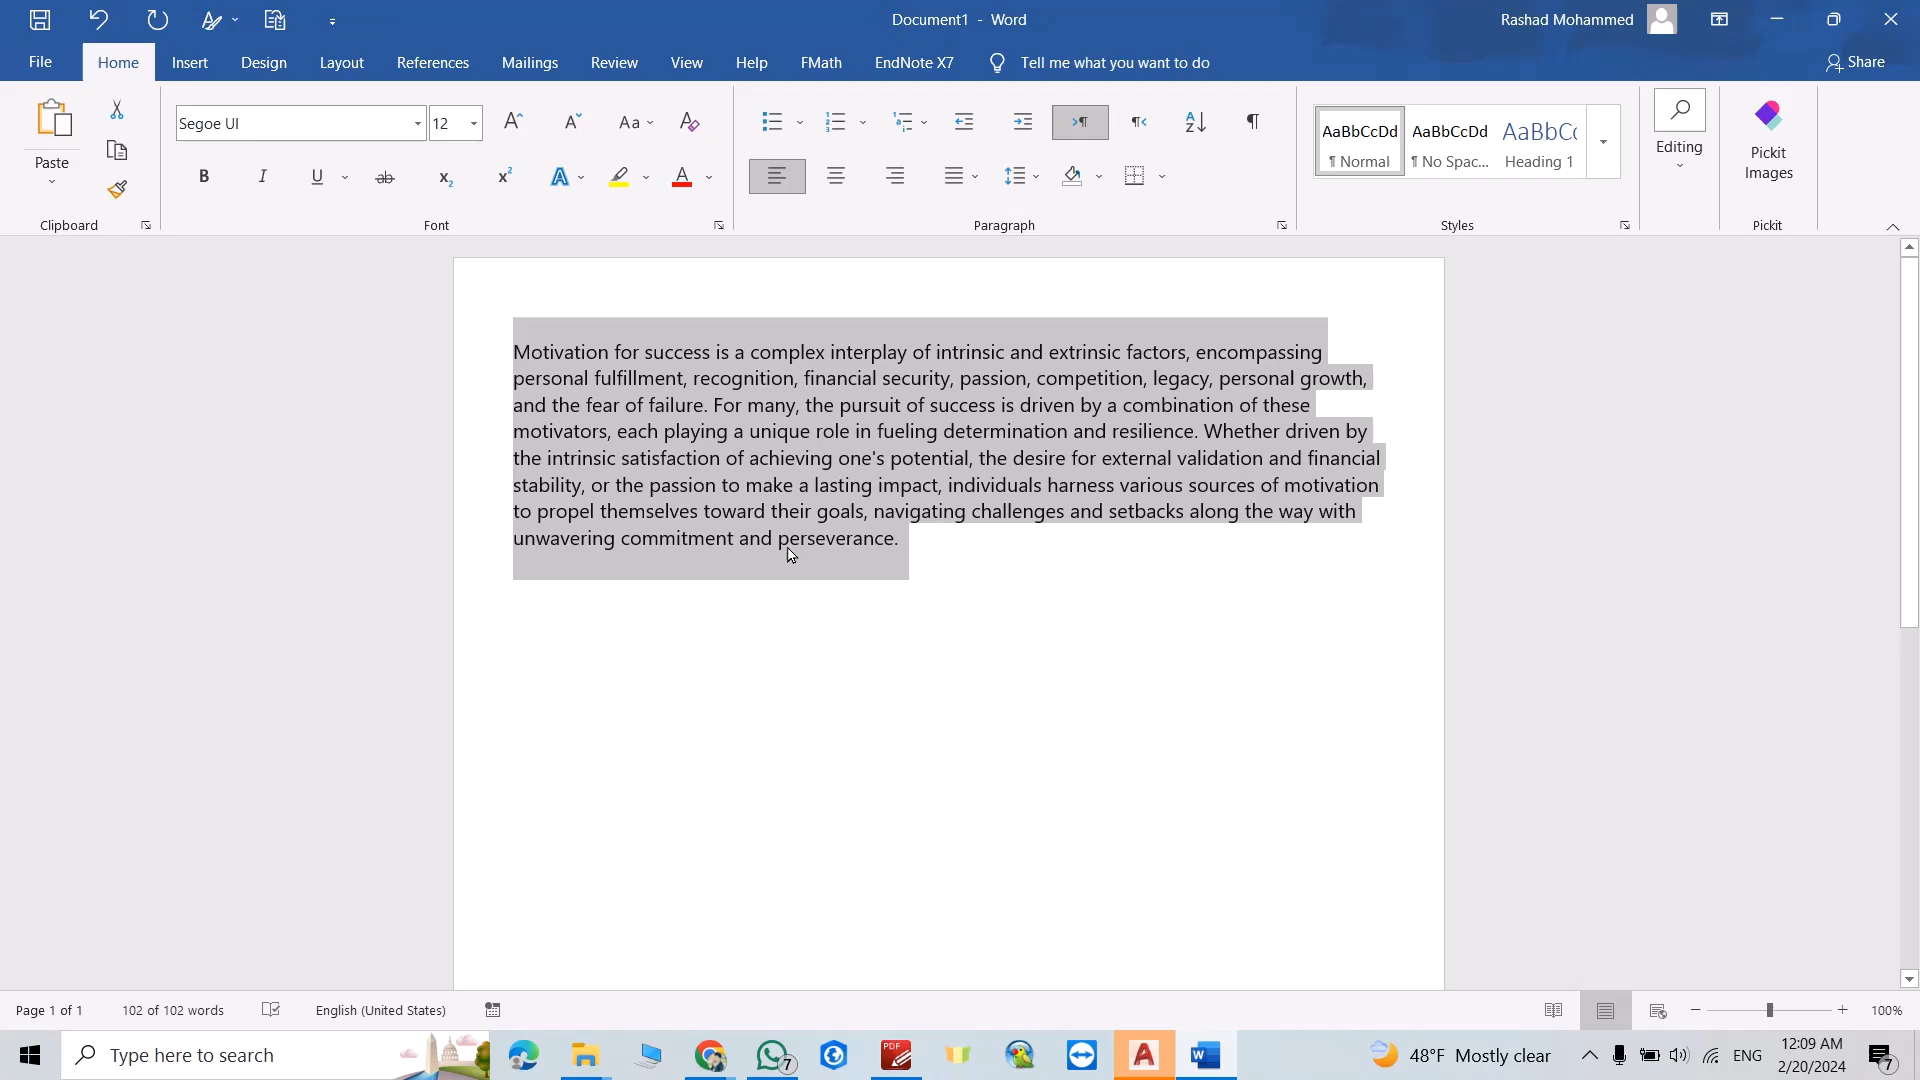 Document1 - Word
Rashad Mohammed
File Home Insert Design Layout References Mailings Review View Help FMath EndNote X7 Tell me what you want to do
Share
Paste
Segoe UI
12
Aa
B I U ab x2 x2 A A
AaBbCcDd AaBbCcDd AaBbC
¶ Normal ¶ No Spac... Heading 1
Editing
Pickit
Images
Clipboard Font Paragraph Styles Pickit
Motivation for success is a complex interplay of intrinsic and extrinsic factors, encompassing
personal fulfillment, recognition, financial security, passion, competition, legacy, personal growth,
and the fear of failure. For many, the pursuit of success is driven by a combination of these
motivators, each playing a unique role in fueling determination and resilience. Whether driven by
the intrinsic satisfaction of achieving one's potential, the desire for external validation and financial
stability, or the passion to make a lasting impact, individuals harness various sources of motivation
to propel themselves toward their goals, navigating challenges and setbacks along the way with
unwavering commitment and perseverance.
Page 1 of 1 102 of 102 words English (United States) 100%
Type here to search
7
PDF
A
48°F Mostly clear
ENG
12:09 AM
2/20/2024
7